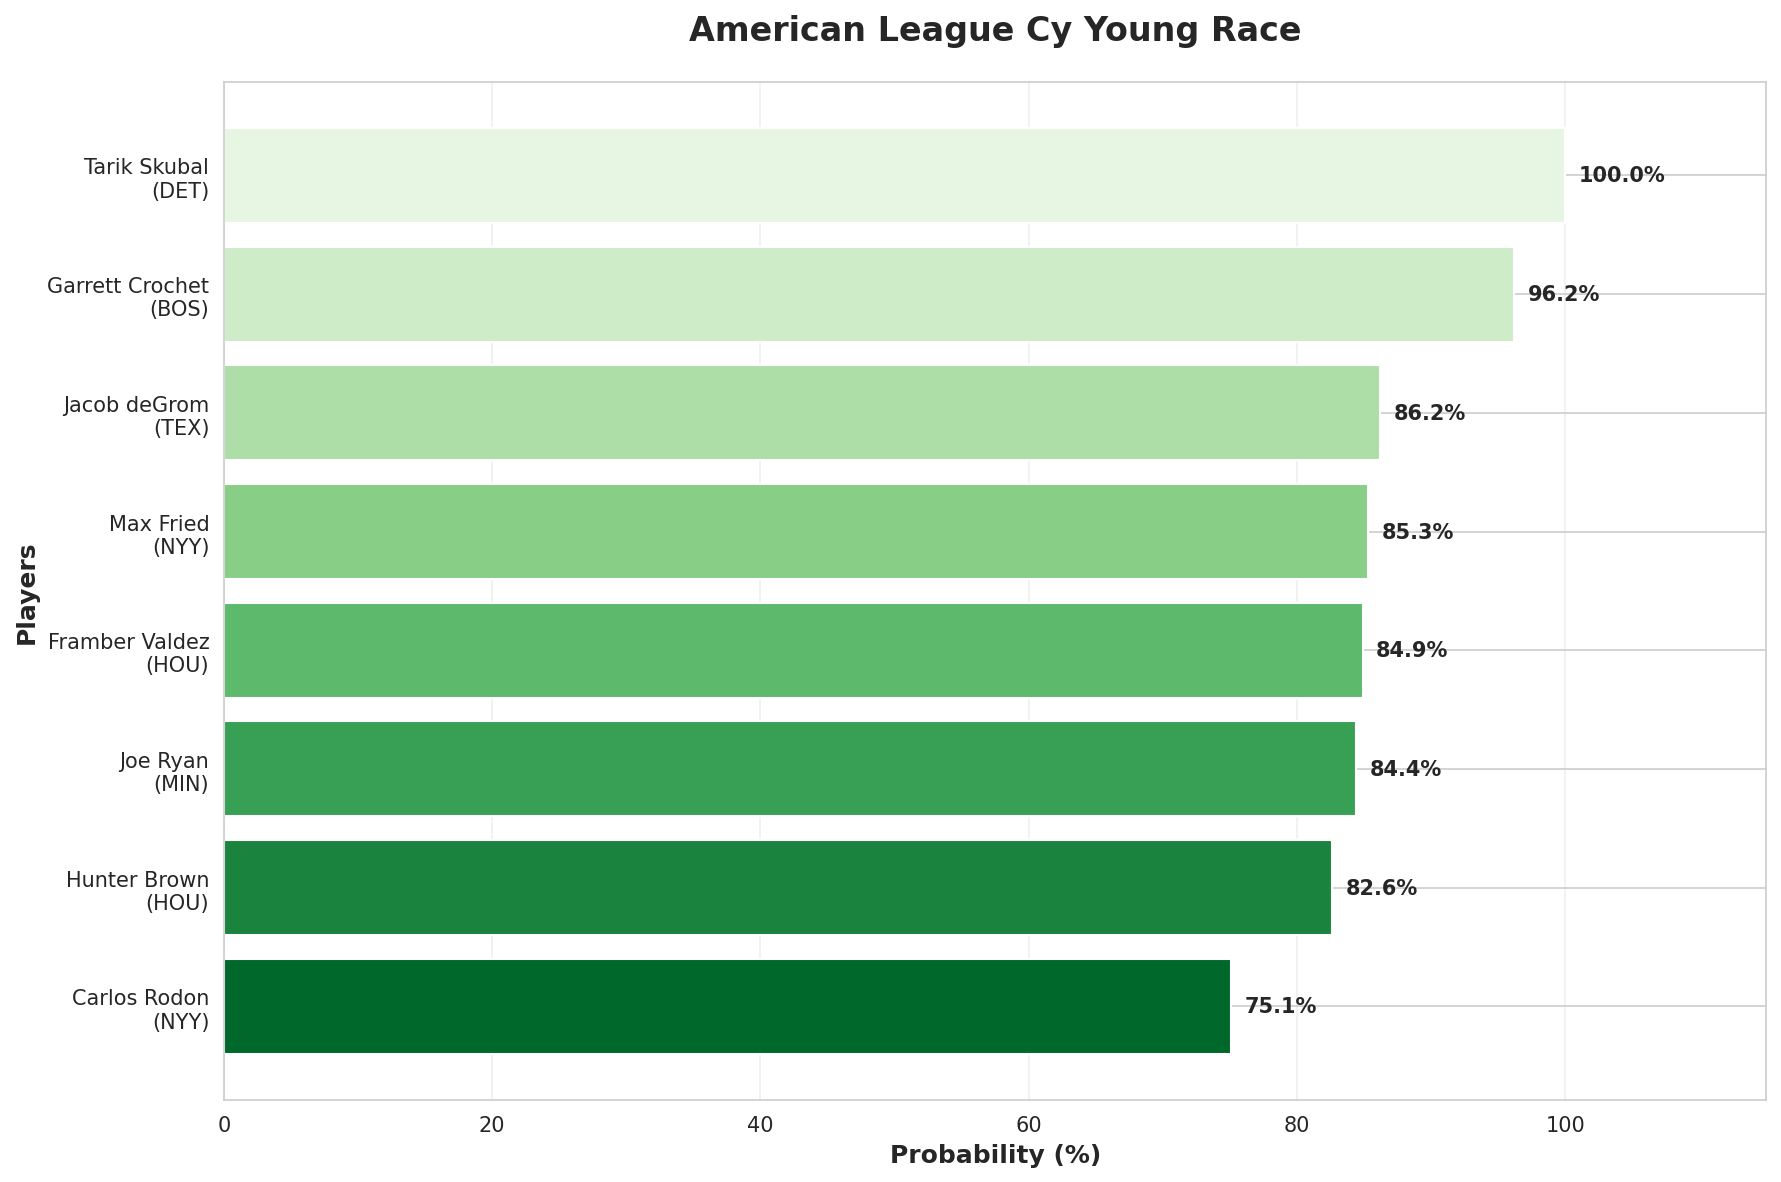 American League Cy Young Race
Players
Tarik Skubal
(DET)
100.0%
Garrett Crochet
(BOS)
96.2%
Jacob deGrom
(TEX)
86.2%
Max Fried
(NYY)
85.3%
Framber Valdez
(HOU)
84.9%
Joe Ryan
(MIN)
84.4%
Hunter Brown
(HOU)
82.6%
Carlos Rodon
(NYY)
75.1%
0 20 40 60 80 100
Probability (%)